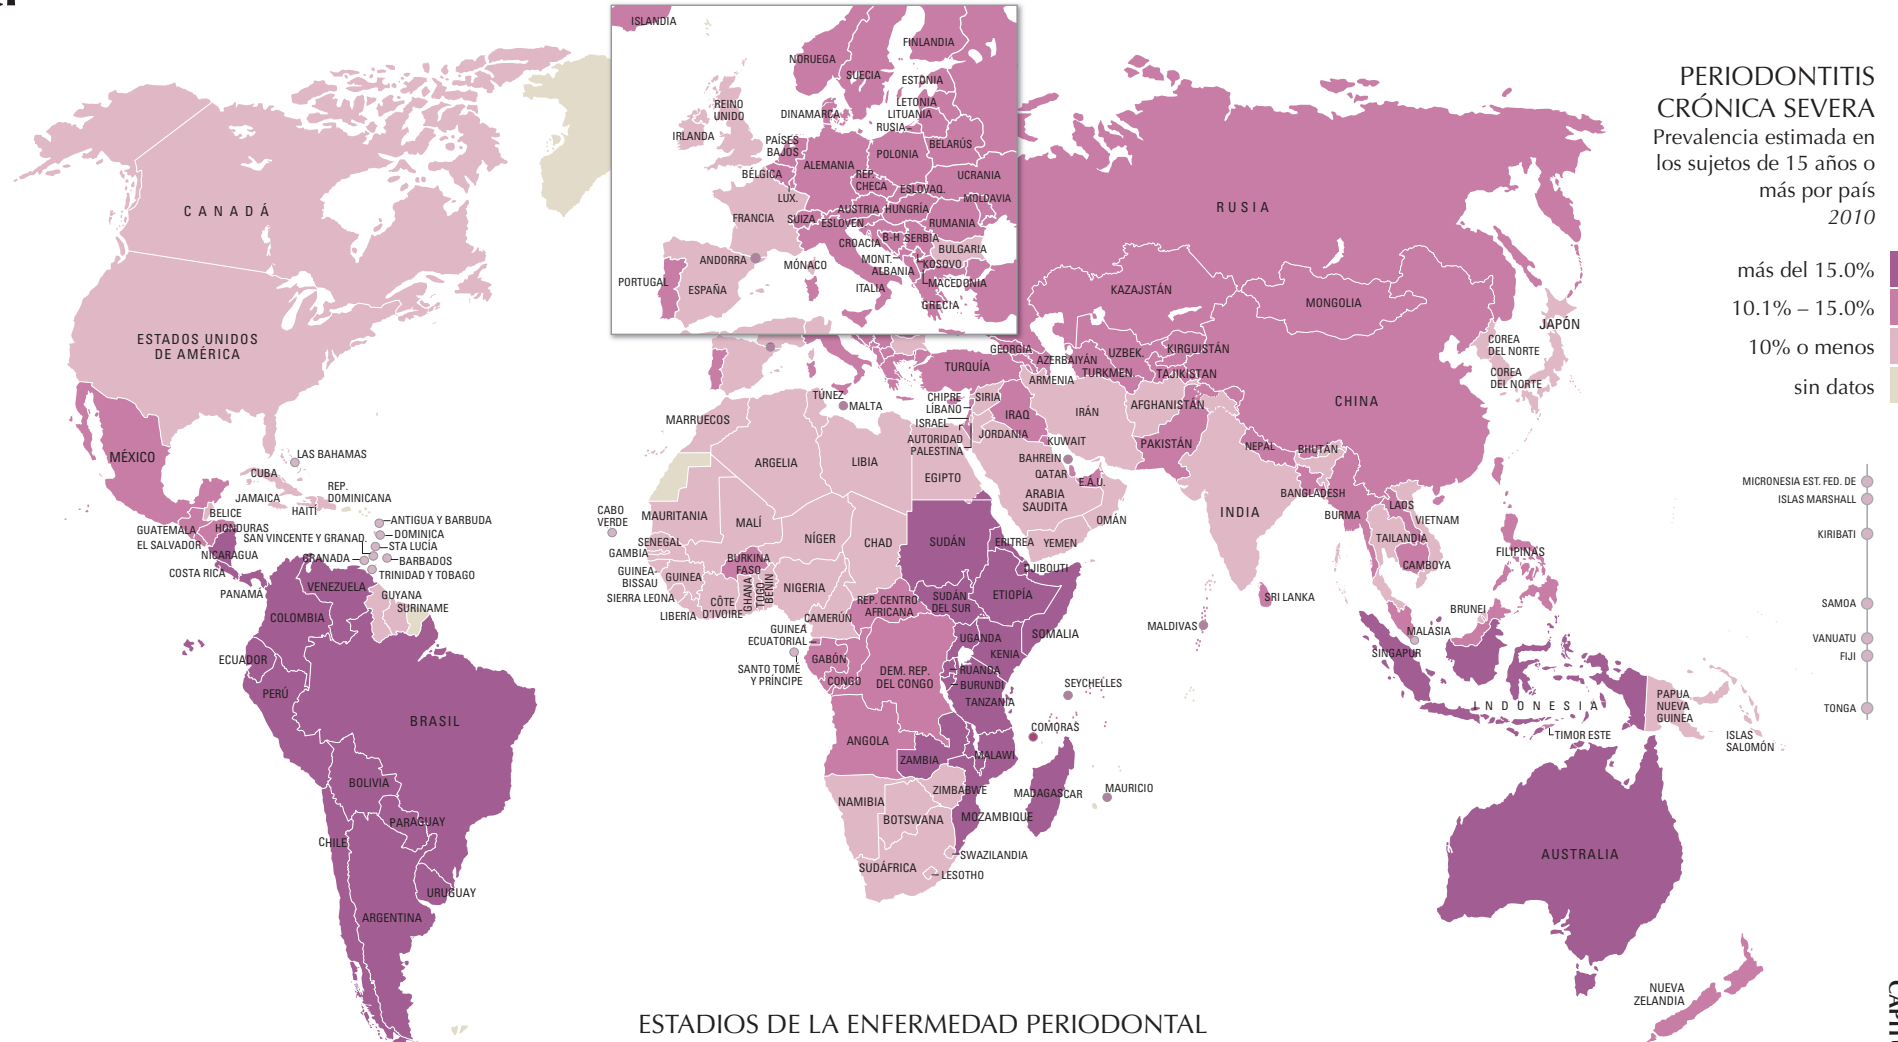 ISLANDIA
NORUEGA
SUECIA
FINLANDIA
ESTONIA
LETONIA
LITUANIA
RUSIA
DINAMARCA
REINO
UNIDO
IRLANDA
PAÍSES
BAJOS
BÉLGICA
ALEMANIA
POLONIA
BELARÚS
REP.
CHECA
ESLOVAQ.
UCRANIA
LUX.
MOLDAVIA
FRANCIA
SUIZA
AUSTRIA
HUNGRÍA
ESLOVEN.
RUMANIA
CROACIA
B-H
SERBIA
BULGARIA
ANDORRA
MÓNACO
MONT.
KOSOVO
ALBANIA
MACEDONIA
PORTUGAL
ESPAÑA
ITALIA
GRECIA
PERIODONTITIS
CRÓNICA SEVERA
Prevalencia estimada en
los sujetos de 15 años o
más por país
2010
más del 15.0%
10.1% – 15.0%
10% o menos
sin datos
CANADÁ
ESTADOS UNIDOS
DE AMÉRICA
MÉXICO
LAS BAHAMAS
CUBA
REP.
DOMINICANA
JAMAICA
HAITÍ
BELICE
GUATEMALA
HONDURAS
EL SALVADOR
NICARAGUA
COSTA RICA
PANAMÁ
SAN VINCENTE Y GRANAD.
GRANADA
ANTIGUA Y BARBUDA
DOMINICA
STA LUCÍA
BARBADOS
TRINIDAD Y TOBAGO
VENEZUELA
GUYANA
SURINAME
COLOMBIA
ECUADOR
PERÚ
BRASIL
BOLIVIA
PARAGUAY
CHILE
URUGUAY
ARGENTINA
RUSIA
KAZAJSTÁN
MONGOLIA
JAPÓN
COREA
DEL NORTE
COREA
DEL NORTE
GEORGIA
AZERBAIYÁN
UZBEK.
KIRGUISTÁN
TURQUÍA
TURKMEN.
TAJIKISTAN
ARMENIA
CHINA
TÚNEZ
MALTA
CHIPRE
LÍBANO
SIRIA
ISRAEL
IRAQ
IRÁN
AFGHANISTÁN
MARRUECOS
AUTORIDAD
PALESTINA
JORDANIA
KUWAIT
PAKISTÁN
NEPAL
BHUTÁN
ARGELIA
LIBIA
EGIPTO
BAHREIN
QATAR
E.A.U.
ARABIA
SAUDITA
OMÁN
YEMEN
INDIA
BANGLADESH
BURMA
LAOS
VIETNAM
TAILANDIA
CAMBOYA
FILIPINAS
SRI LANKA
MALDIVAS
BRUNEI
MALASIA
SINGAPUR
INDONESIA
TIMOR ESTE
PAPUA
NUEVA
GUINEA
ISLAS
SALOMÓN
MICRONESIA EST. FED. DE
ISLAS MARSHALL
KIRIBATI
SAMOA
VANUATU
FIJI
TONGA
CABO
VERDE
MAURITANIA
MALÍ
NÍGER
CHAD
SUDÁN
ERITREA
DJIBOUTI
SENEGAL
GAMBIA
GUINEA
BISSAU
GUINEA
SIERRA LEONA
LIBERIA
CÔTE
D'IVOIRE
BURKINA
FASO
GHANA
TOGO
BENÍN
NIGERIA
CAMERÚN
REP. CENTRO
AFRICANA
SUDÁN
DEL SUR
ETIOPÍA
SOMALIA
GUINEA
ECUATORIAL
SANTO TOME
Y PRÍNCIPE
GABÓN
CONGO
DEM. REP.
DEL CONGO
UGANDA
KENIA
RUANDA
BURUNDI
TANZANIA
SEYCHELLES
COMORAS
ANGOLA
ZAMBIA
MALAWI
ZIMBABWE
MADAGASCAR
MAURICIO
NAMIBIA
BOTSWANA
MOZAMBIQUE
SWAZILANDIA
SUDÁFRICA
LESOTHO
AUSTRALIA
NUEVA
ZELANDIA
ESTADIOS DE LA ENFERMEDAD PERIODONTAL